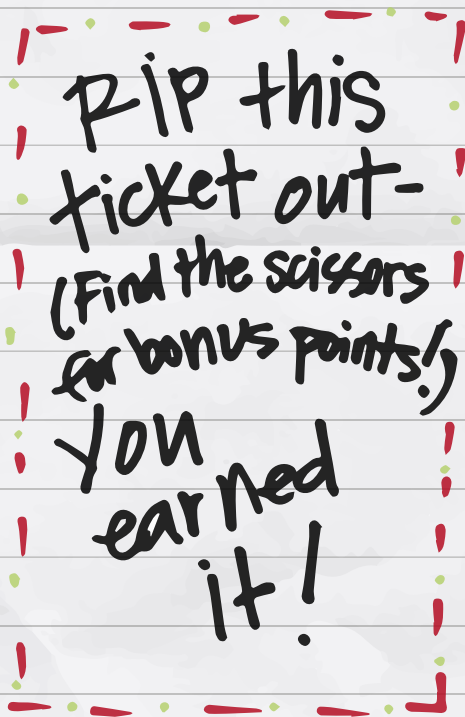 Rip this
ticket out-
(Find the scissors
for bonus points!)
you
earned
it!